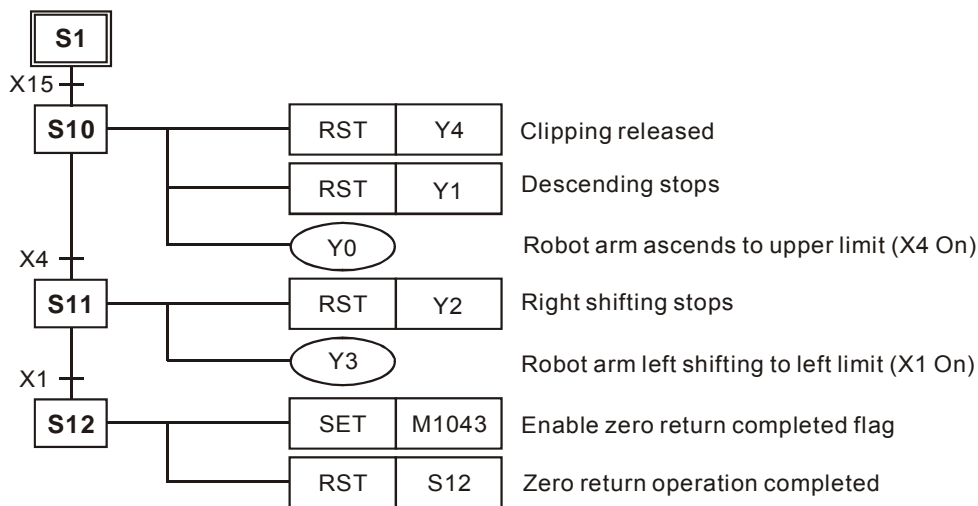 S1
X15
S10 RST Y4 Clipping released
RST Y1 Descending stops
Y0 Robot arm ascends to upper limit (X4 On)
X4
S11 RST Y2 Right shifting stops
Y3 Robot arm left shifting to left limit (X1 On)
X1
S12 SET M1043 Enable zero return completed flag
RST S12 Zero return operation completed